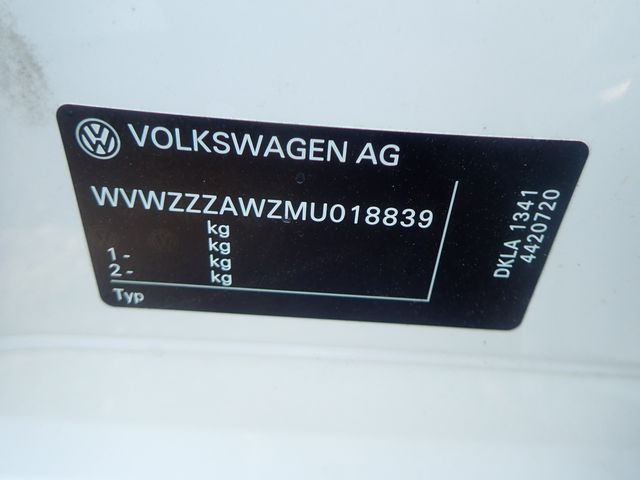 VOLKSWAGEN AG
WVWZZZAWZMU018839
kg
kg
1- kg
2- kg
Typ
DKLA 1341
4420720